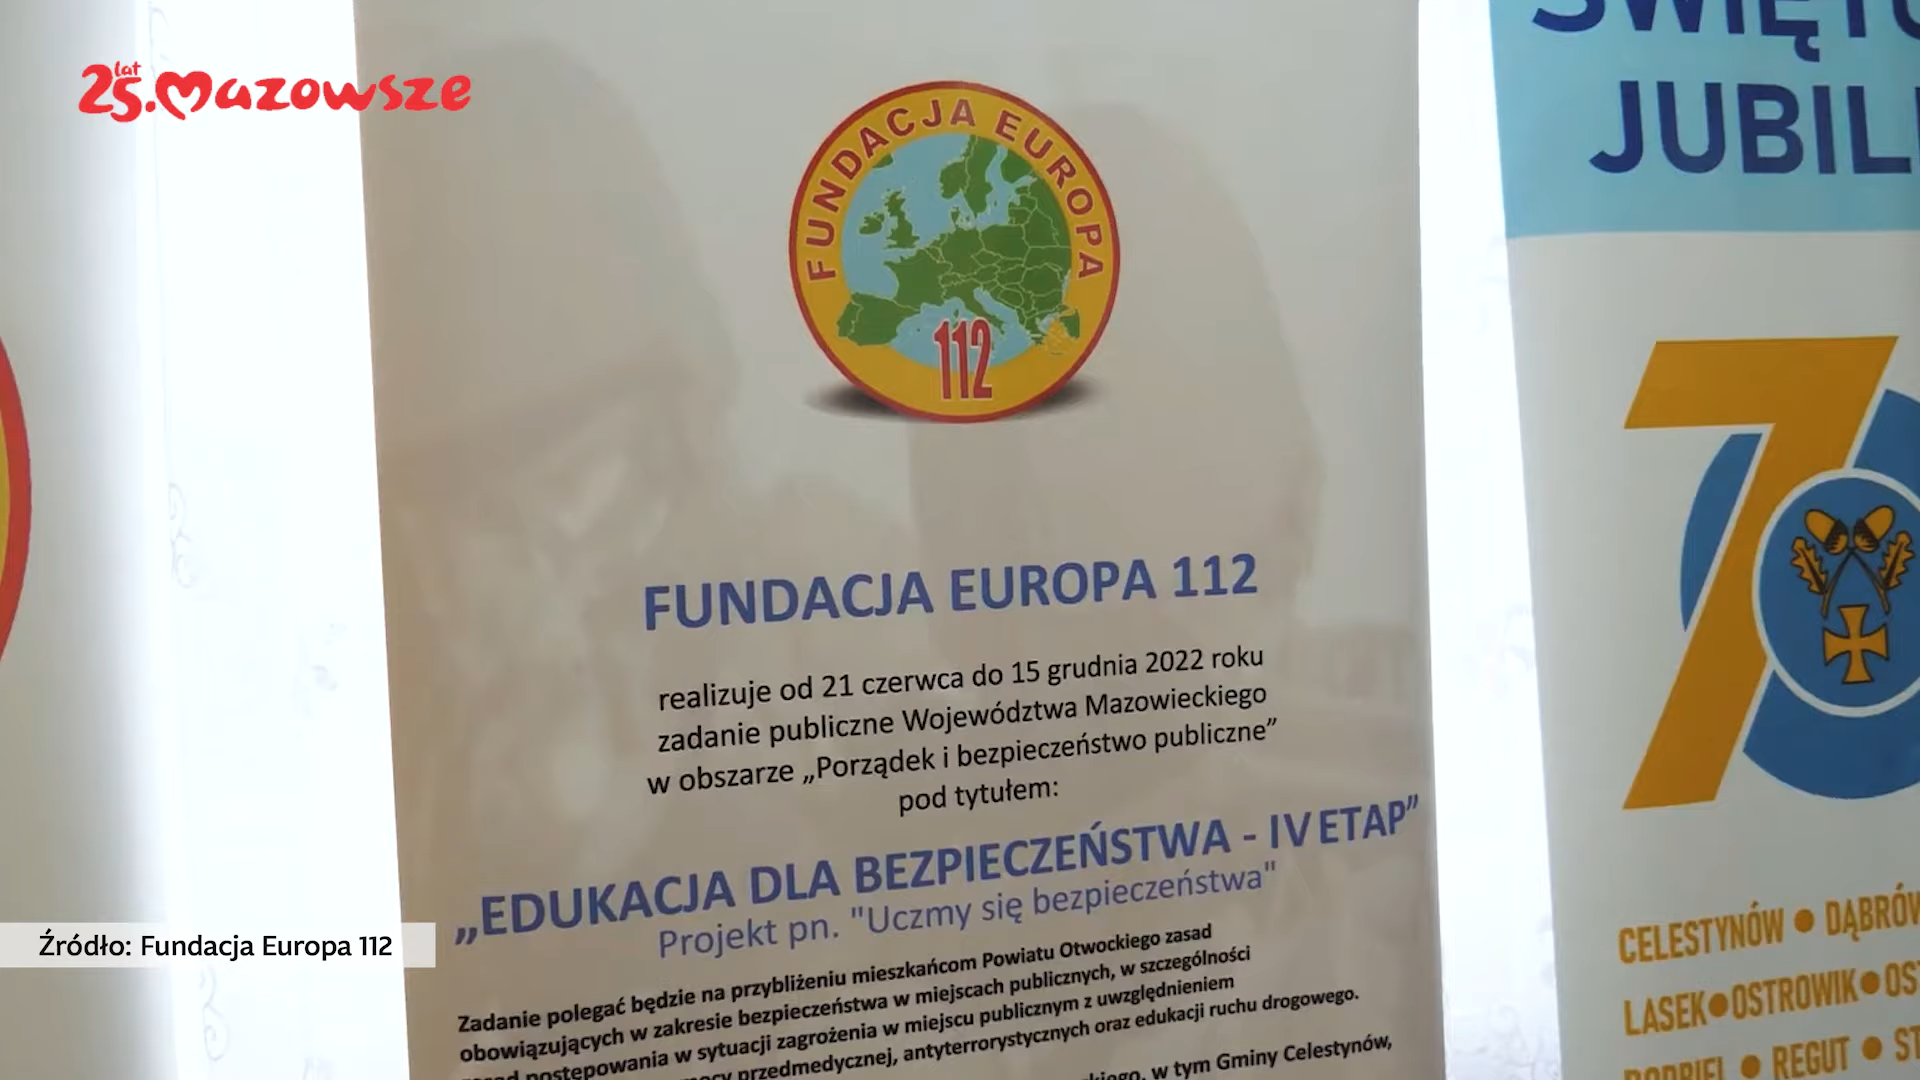 25 lat. Mazowsze
FUNDACJA EUROPA
112
FUNDACJA EUROPA 112
realizuje od 21 czerwca do 15 grudnia 2022 roku
zadanie publiczne Województwa Mazowieckiego
w obszarze „Porządek i bezpieczeństwo publiczne”
pod tytułem:
„EDUKACJA DLA BEZPIECZEŃSTWA - IV ETAP”
Projekt pn. "Uczmy się bezpieczeństwa"
Zadanie polegać będzie na przybliżeniu mieszkańcom Powiatu Otwockiego zasad
obowiązujących w zakresie bezpieczeństwa w miejscach publicznych, w szczególności
postępowania w sytuacji zagrożenia w miejscu publicznym z uwzględnieniem
przedmedycznej, antyterrorystycznych oraz edukacji ruchu drogowego.
w tym Gminy Celestynów,
Źródło: Fundacja Europa 112
JUBIL
70
CELESTYNÓW ● DĄBRÓW
LASEK ● OSTROWIK ● OS
● REGUT ● ST